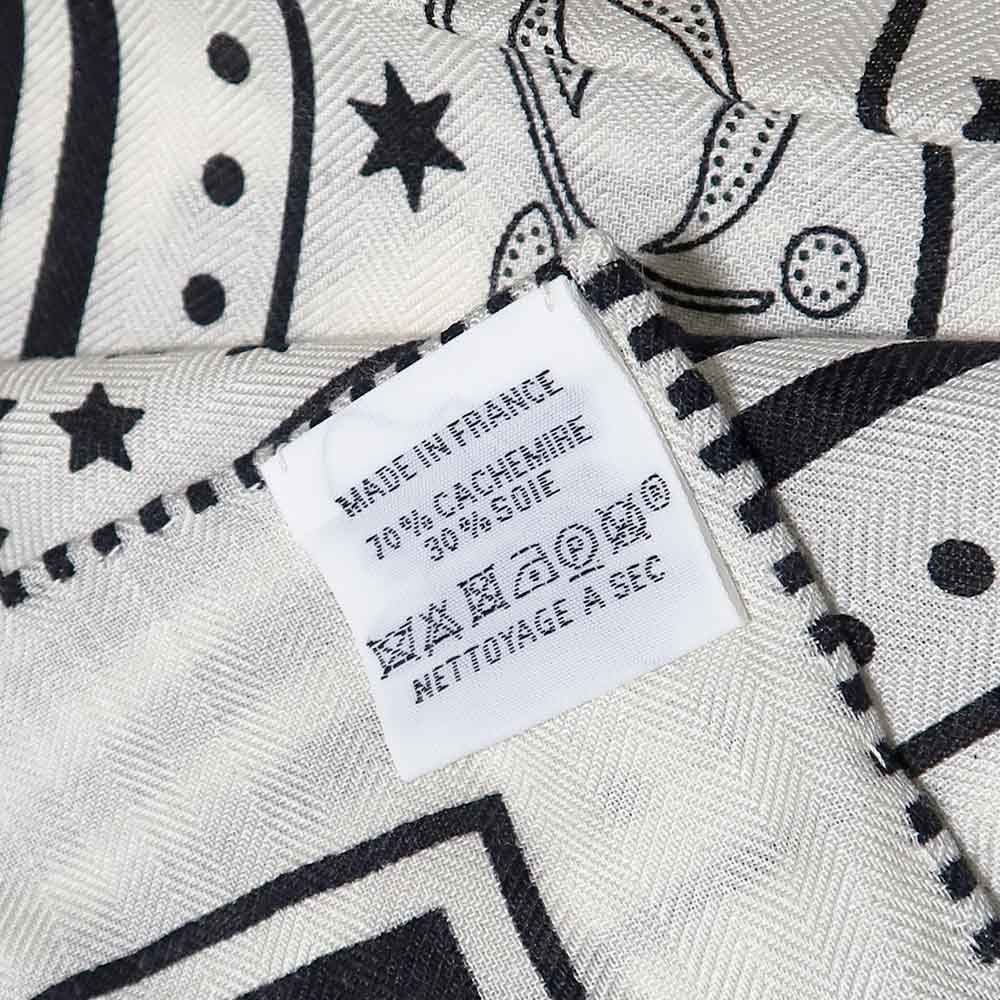 MADE IN FRANCE
70% CACHEMIRE
30% SOIE
P ®
NETTOYAGE A SEC